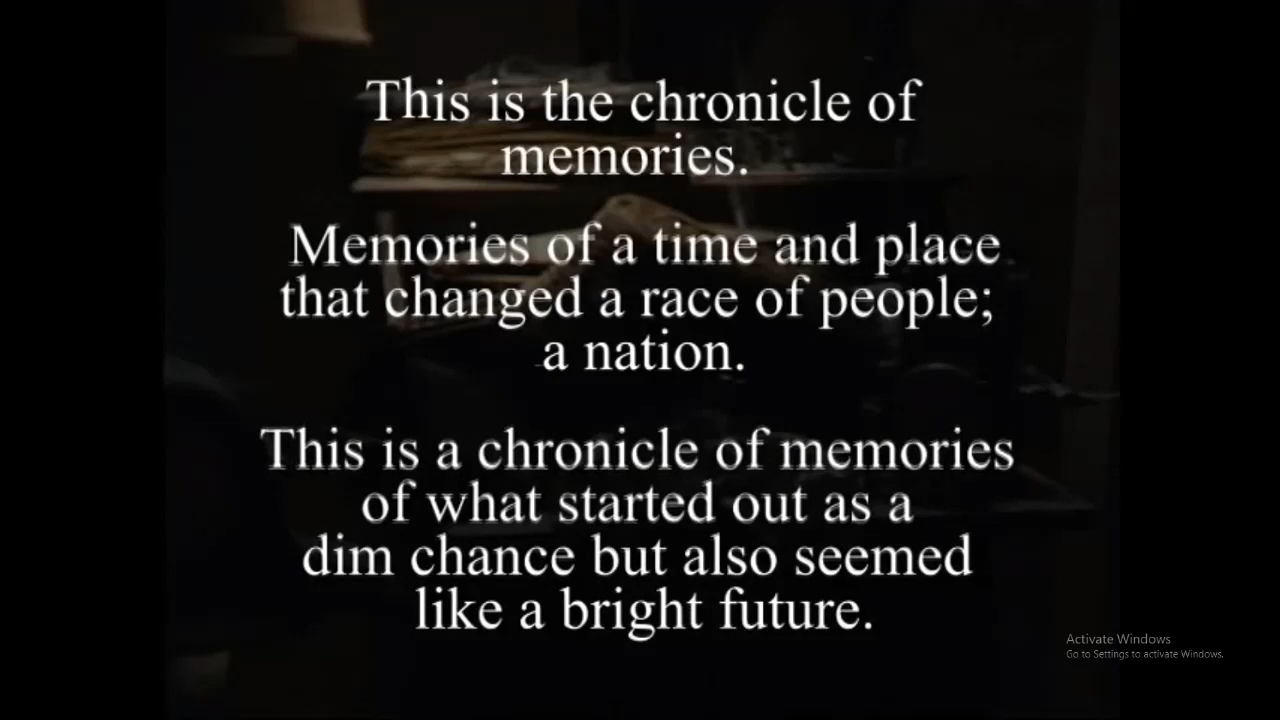 This is the chronicle of
memories.
Memories of a time and place
that changed a race of people;
a nation.
This is a chronicle of memories
of what started out as a
dim chance but also seemed
like a bright future.
Activate Windows
Go to Settings to activate Windows.